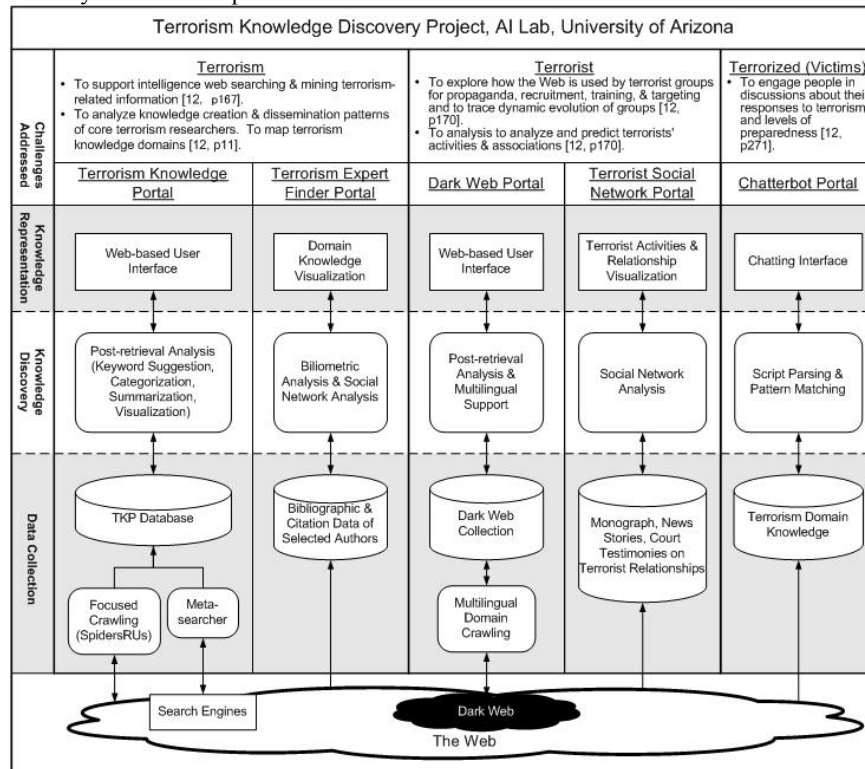 Terrorism Knowledge Discovery Project, AI Lab, University of Arizona
Challenges
Addressed
Terrorism
• To support intelligence web searching & mining terrorism-
related information [12, p167].
• To analyze knowledge creation & dissemination patterns
of core terrorism researchers. To map terrorism
knowledge domains [12, p11].
Terrorist
• To explore how the Web is used by terrorist groups
for propaganda, recruitment, training, & targeting
and to trace dynamic evolution of groups [12,
p170].
• To analysis to analyze and predict terrorists'
activities & associations [12, p170].
Terrorized (Victims)
• To engage people in
discussions about their
responses to terrorism
and levels of
preparedness [12,
p271].
Terrorism Knowledge
Portal
Terrorism Expert
Finder Portal
Dark Web Portal
Terrorist Social
Network Portal
Chatterbot Portal
Knowledge
Representation
Web-based User
Interface
Domain
Knowledge
Visualization
Web-based User
Interface
Terrorist Activities &
Relationship
Visualization
Chatting Interface
Knowledge
Discovery
Post-retrieval Analysis
(Keyword Suggestion,
Categorization,
Summarization,
Visualization)
Biliometric
Analysis & Social
Network Analysis
Post-retrieval
Analysis &
Multilingual
Support
Social Network
Analysis
Script Parsing &
Pattern Matching
Data Collection
TKP Database
Bibliographic &
Citation Data of
Selected Authors
Dark Web
Collection
Monograph, News
Stories, Court
Testimonies on
Terrorist Relationships
Terrorism Domain
Knowledge
Focused
Crawling
(SpidersRUs)
Meta-
searcher
Multilingual
Domain
Crawling
Search Engines
Dark Web
The Web